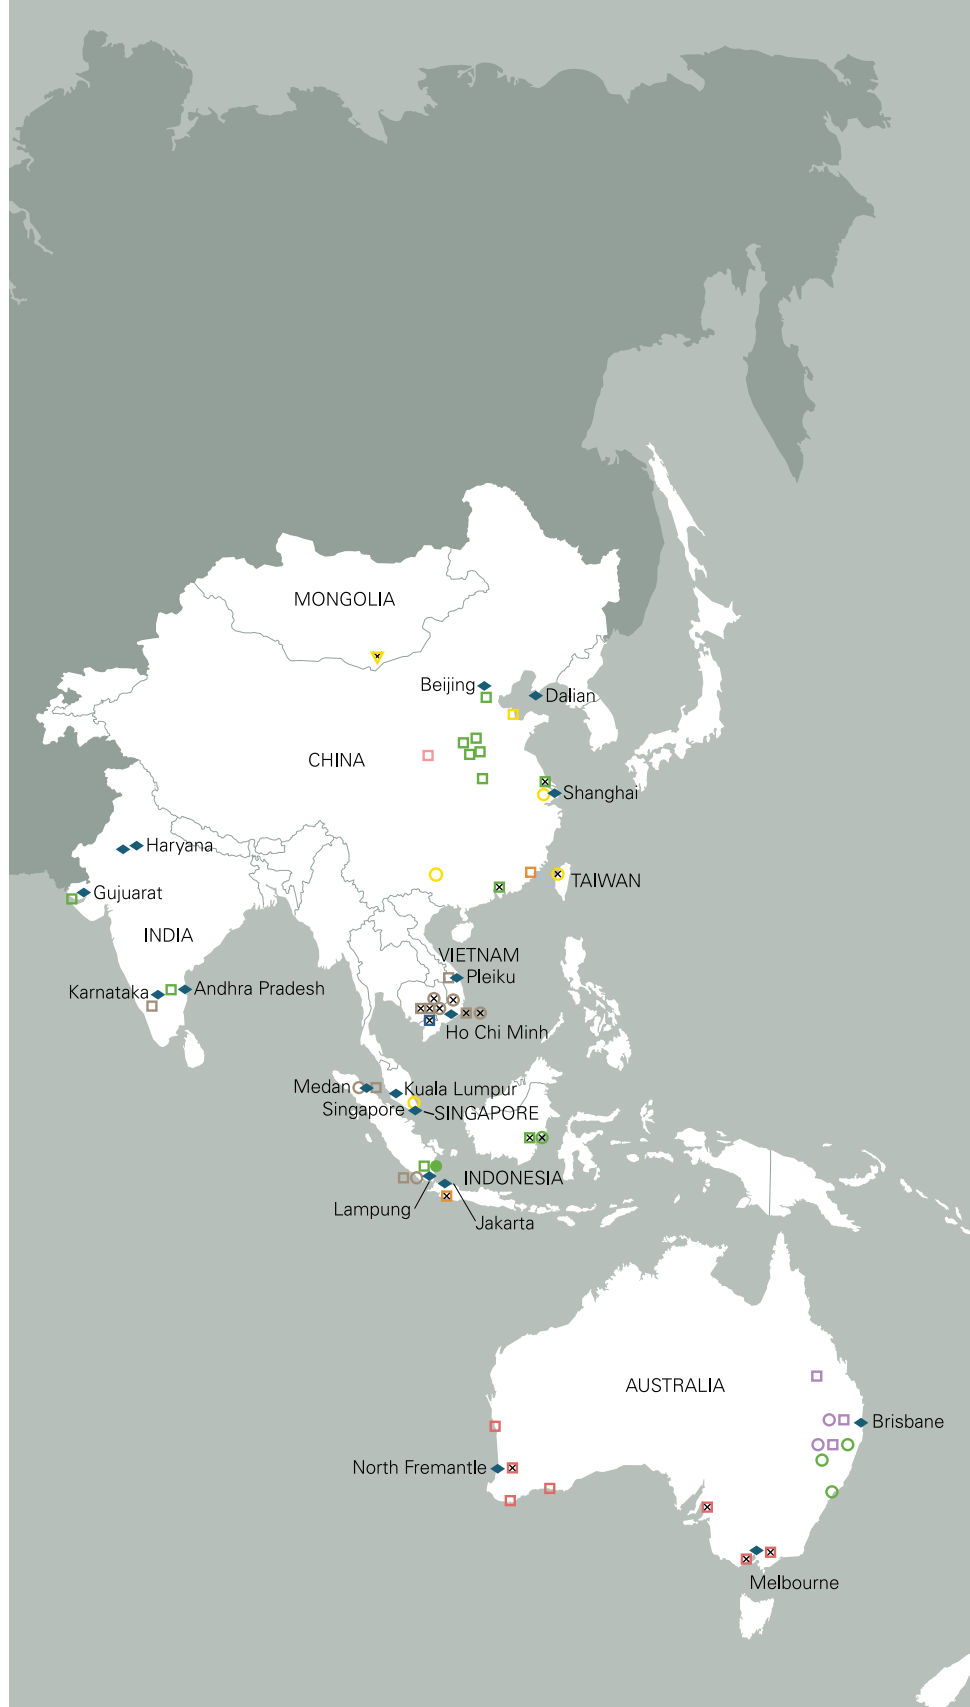 MONGOLIA
Beijing
Dalian
CHINA
Shanghai
Haryana
TAIWAN
Gujuarat
INDIA
VIETNAM
Pleiku
Karnataka
Andhra Pradesh
Ho Chi Minh
Medan
Kuala Lumpur
Singapore
SINGAPORE
INDONESIA
Lampung
Jakarta
AUSTRALIA
Brisbane
North Fremantle
Melbourne